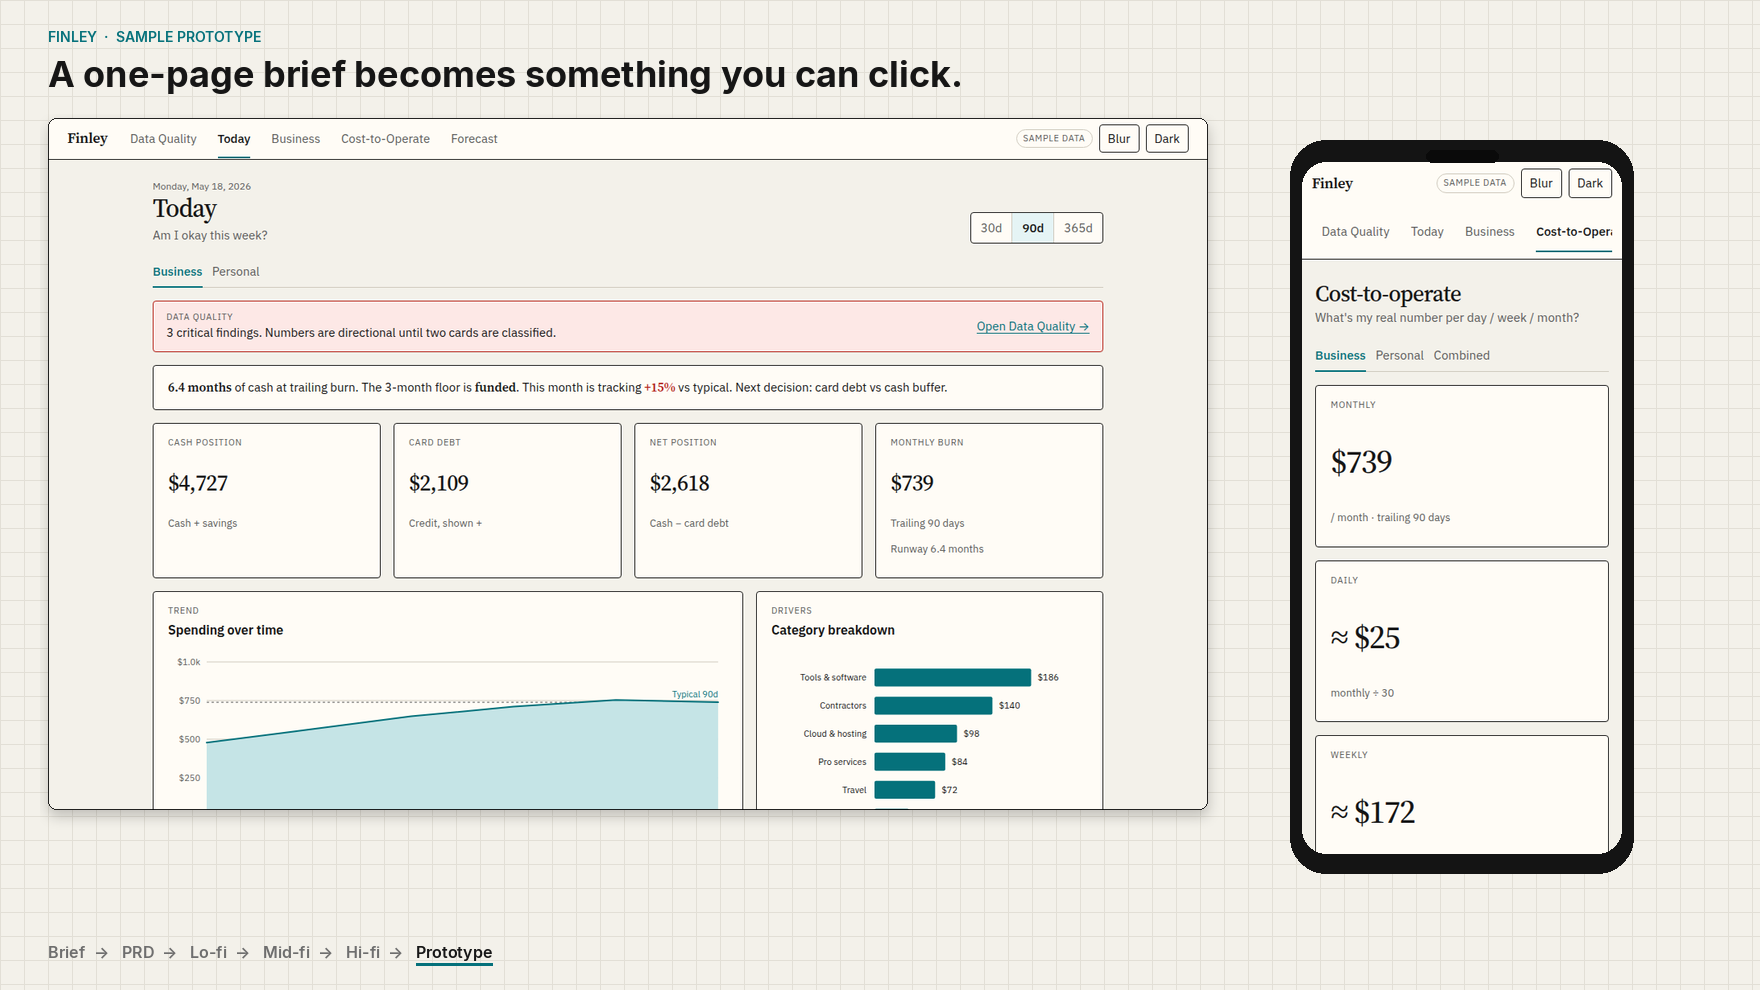 FINLEY · SAMPLE PROTOTYPE
A one-page brief becomes something you can click.
Finley Data Quality Today Business Cost-to-Operate Forecast SAMPLE DATA Blur Dark
Monday, May 18, 2026
Today
Am I okay this week?
30d 90d 365d
Business Personal
DATA QUALITY
3 critical findings. Numbers are directional until two cards are classified.
Open Data Quality →
6.4 months of cash at trailing burn. The 3-month floor is funded. This month is tracking +15% vs typical. Next decision: card debt vs cash buffer.
CASH POSITION
$4,727
Cash + savings
CARD DEBT
$2,109
Credit, shown +
NET POSITION
$2,618
Cash – card debt
MONTHLY BURN
$739
Trailing 90 days
Runway 6.4 months
TREND
Spending over time
$1.0k
$750
$500
$250
Typical 90d
DRIVERS
Category breakdown
Tools & software $186
Contractors $140
Cloud & hosting $98
Pro services $84
Travel $72
Finley SAMPLE DATA Blur Dark
Data Quality Today Business Cost-to-Opera
Cost-to-operate
What's my real number per day / week / month?
Business Personal Combined
MONTHLY
$739
/ month · trailing 90 days
DAILY
≈ $25
monthly ÷ 30
WEEKLY
≈ $172
Brief → PRD → Lo-fi → Mid-fi → Hi-fi → Prototype